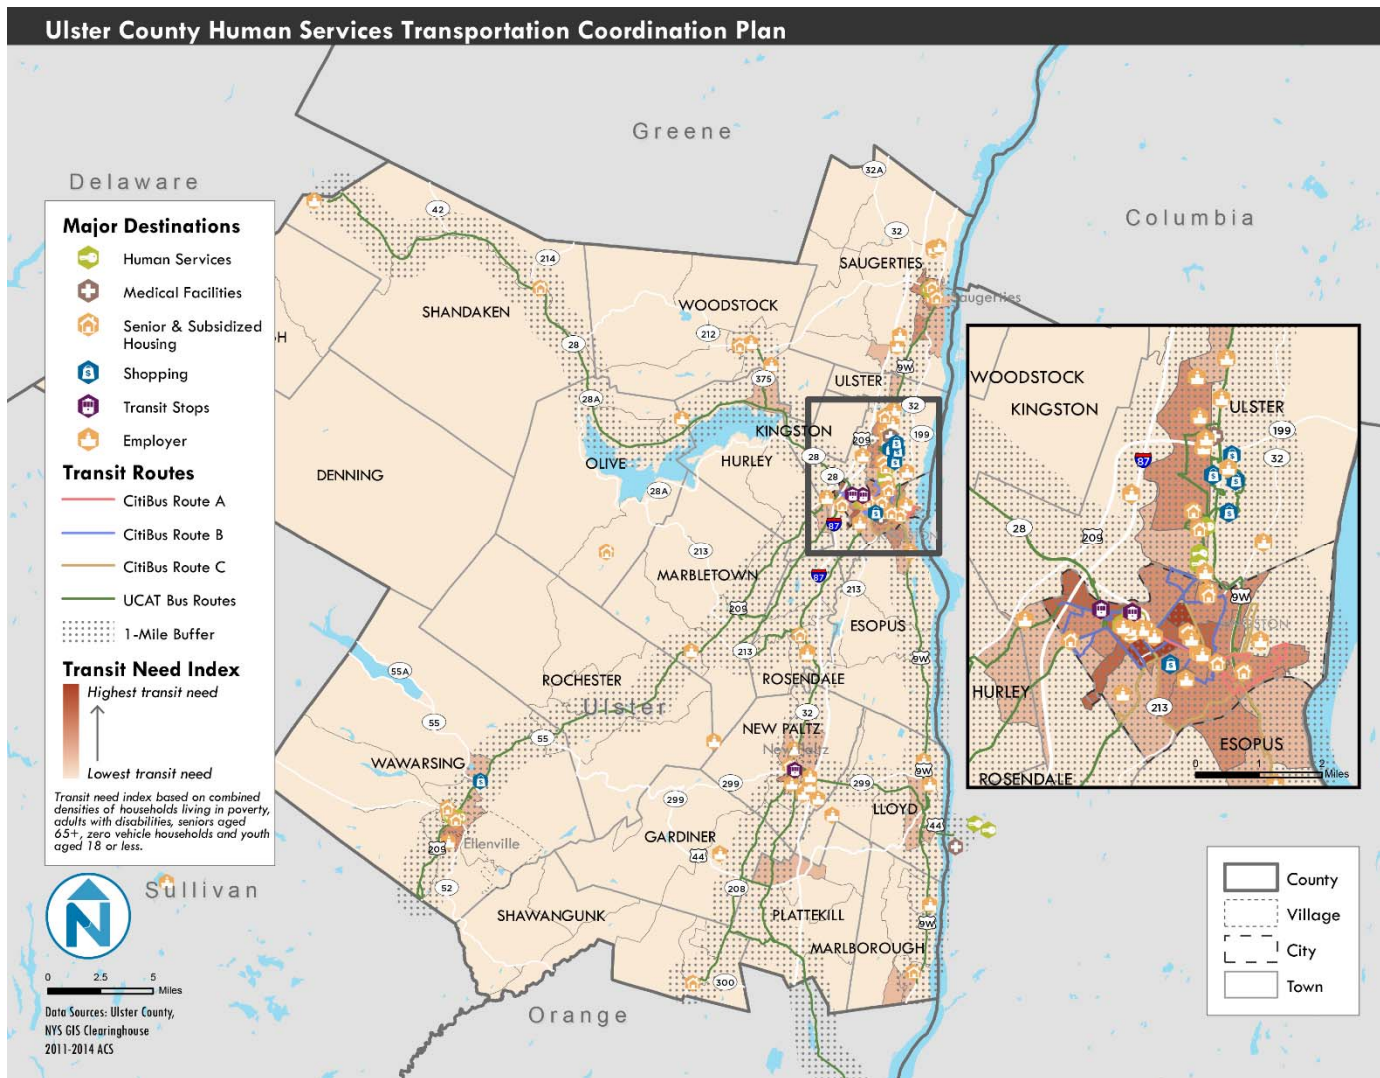 Ulster County Human Services Transportation Coordination Plan
Greene
Delaware
Columbia
Major Destinations
Human Services
Medical Facilities
Senior & Subsidized
Housing
Shopping
Transit Stops
Employer
Transit Routes
CitiBus Route A
CitiBus Route B
CitiBus Route C
UCAT Bus Routes
1-Mile Buffer
Transit Need Index
Highest transit need
Lowest transit need
Transit need index based on combined
densities of households living in poverty,
adults with disabilities, seniors aged
65+, zero vehicle households and youth
aged 18 or less.
Sullivan
N
0 2.5 5
Miles
Data Sources: Ulster County,
NYS GIS Clearinghouse
2011-2014 ACS
32A
42
32
214
SAUGERTIES
Saugerties
WOODSTOCK
SHANDAKEN
H
212
28
9W
375
ULSTER
28A
32
KINGSTON
209
199
28
HURLEY
OLIVE
28
DENNING
28A
87
213
MARBLETOWN
87
213
209
ESOPUS
213
9W
55A
ROCHESTER
ROSENDALE
Ulster
32
55
NEW PALTZ
New Paltz
55
WAWARSING
9W
299
299
299
LLOYD
44
GARDINER
209
Ellenville
44
52
208
SHAWANGUNK
PLATTEKILL
9W
MARLBOROUGH
300
Orange
WOODSTOCK
KINGSTON
ULSTER
199
87
32
28
209
9W
KINGSTON
HURLEY
213
ESOPUS
ROSENDALE
0 1 2
Miles
County
Village
City
Town